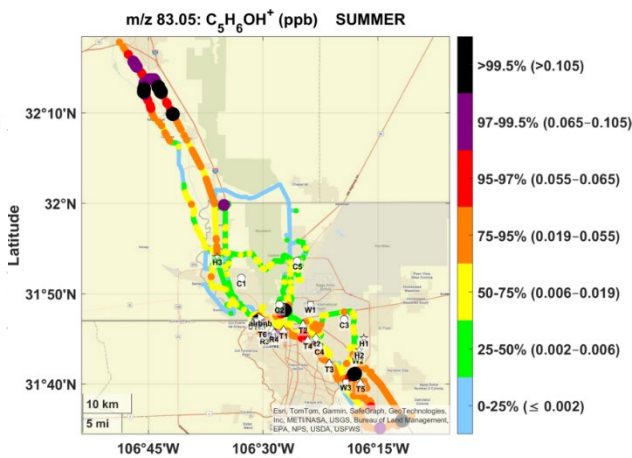 m/z 83.05: C₅H₆OH⁺ (ppb) SUMMER
>99.5% (>0.105)
97-99.5% (0.065−0.105)
95-97% (0.055−0.065)
75-95% (0.019−0.055)
50-75% (0.006−0.019)
25-50% (0.002−0.006)
0-25% (≤ 0.002)
Latitude
32°10'N
32°N
31°50'N
31°40'N
H3
C1
C5
C2
W1
airbnb
T6
R4
T1
T2
C3
T4
R2
C4
H1
H2
T3
W3
T5
10 km
5 mi
Esri, TomTom, Garmin, SafeGraph, GeoTechnologies,
Inc, METI/NASA, USGS, Bureau of Land Management,
EPA, NPS, USDA, USFWS
106°45'W
106°30'W
106°15'W